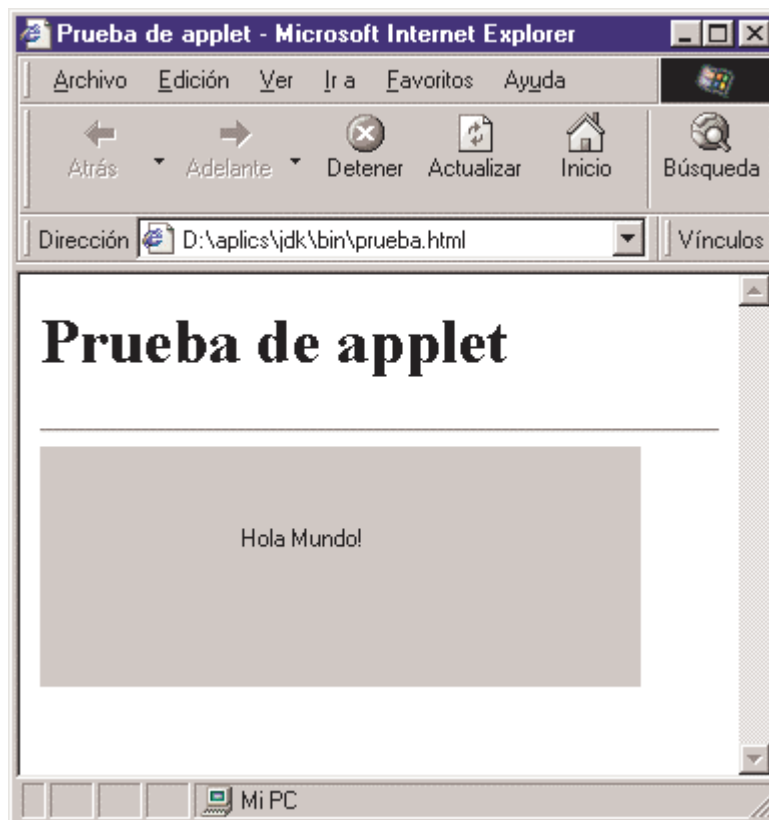 Prueba de applet - Microsoft Internet Explorer
Archivo Edición Ver Ir a Favoritos Ayuda
Atrás Adelante Detener Actualizar Inicio Búsqueda
Dirección D:\aplics\jdk\bin\prueba.html Vínculos
Prueba de applet
Hola Mundo!
Mi PC